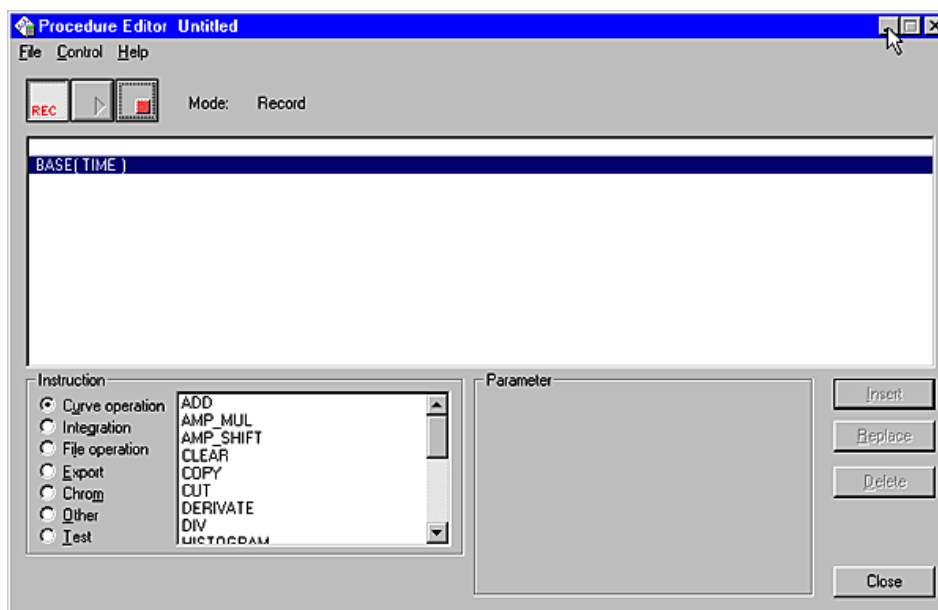 Procedure Editor Untitled
File Control Help
REC Mode: Record
BASE( TIME )
Instruction
Curve operation
Integration
File operation
Export
Chrom
Other
Test
ADD
AMP_MUL
AMP_SHIFT
CLEAR
COPY
CUT
DERIVATE
DIV
HISTOGRAM
Parameter
Insert
Replace
Delete
Close